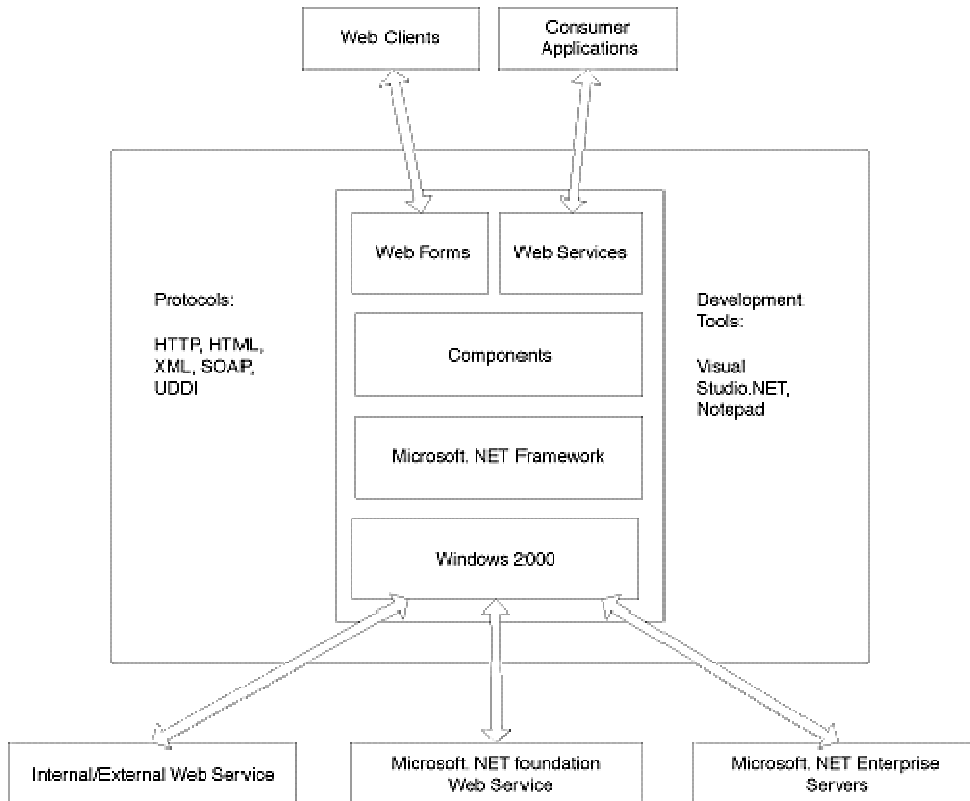 Web Clients
Consumer
Applications
Web Forms
Web Services
Protocols:
HTTP, HTML,
XML, SOAP,
UDDI
Development
Tools:
Visual
Studio.NET,
Notepad
Components
Microsoft. NET Framework
Windows 2000
Internal/External Web Service
Microsoft. NET foundation
Web Service
Microsoft. NET Enterprise
Servers